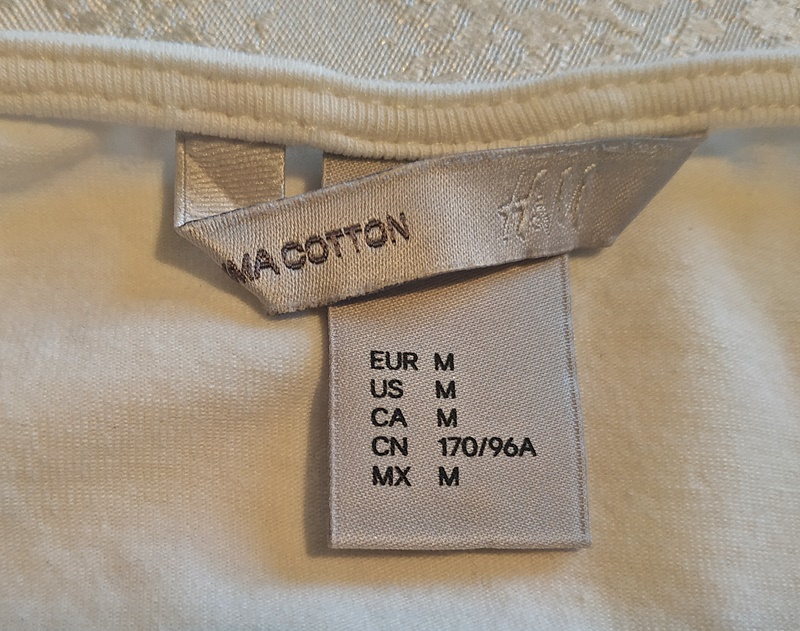 MA COTTON
EUR M
US M
CA M
CN 170/96A
MX M